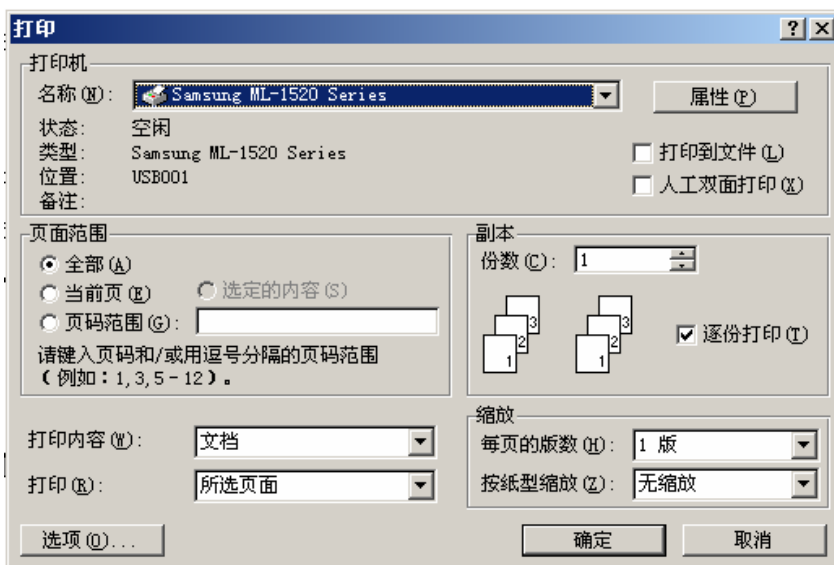 打印
打印机
名称(N): Samsung ML-1520 Series 属性(P)
状态: 空闲
类型: Samsung ML-1520 Series 打印到文件(L)
位置: USB001 人工双面打印(X)
备注:
页面范围
全部(A)
当前页(E) 选定的内容(S)
页码范围(G):
请键入页码和/或用逗号分隔的页码范围
(例如:1,3,5-12)。
副本
份数(C): 1
3 3
2 2
1 1
逐份打印(T)
打印内容(W): 文档
打印(R): 所选页面
缩放
每页的版数(H): 1 版
按纸型缩放(Z): 无缩放
选项(O)... 确定 取消